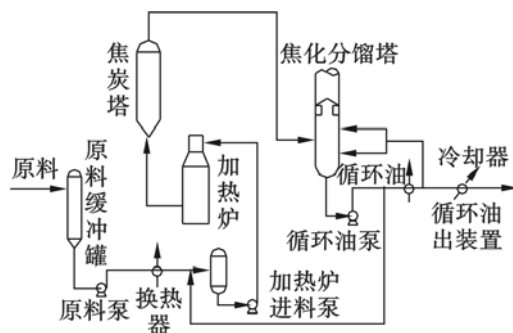 焦炭塔
焦化分馏塔
原料
原料缓冲罐
加热炉
循环油
冷却器
循环油泵
循环油
出装置
原料泵
换热
器
加热炉
进料泵